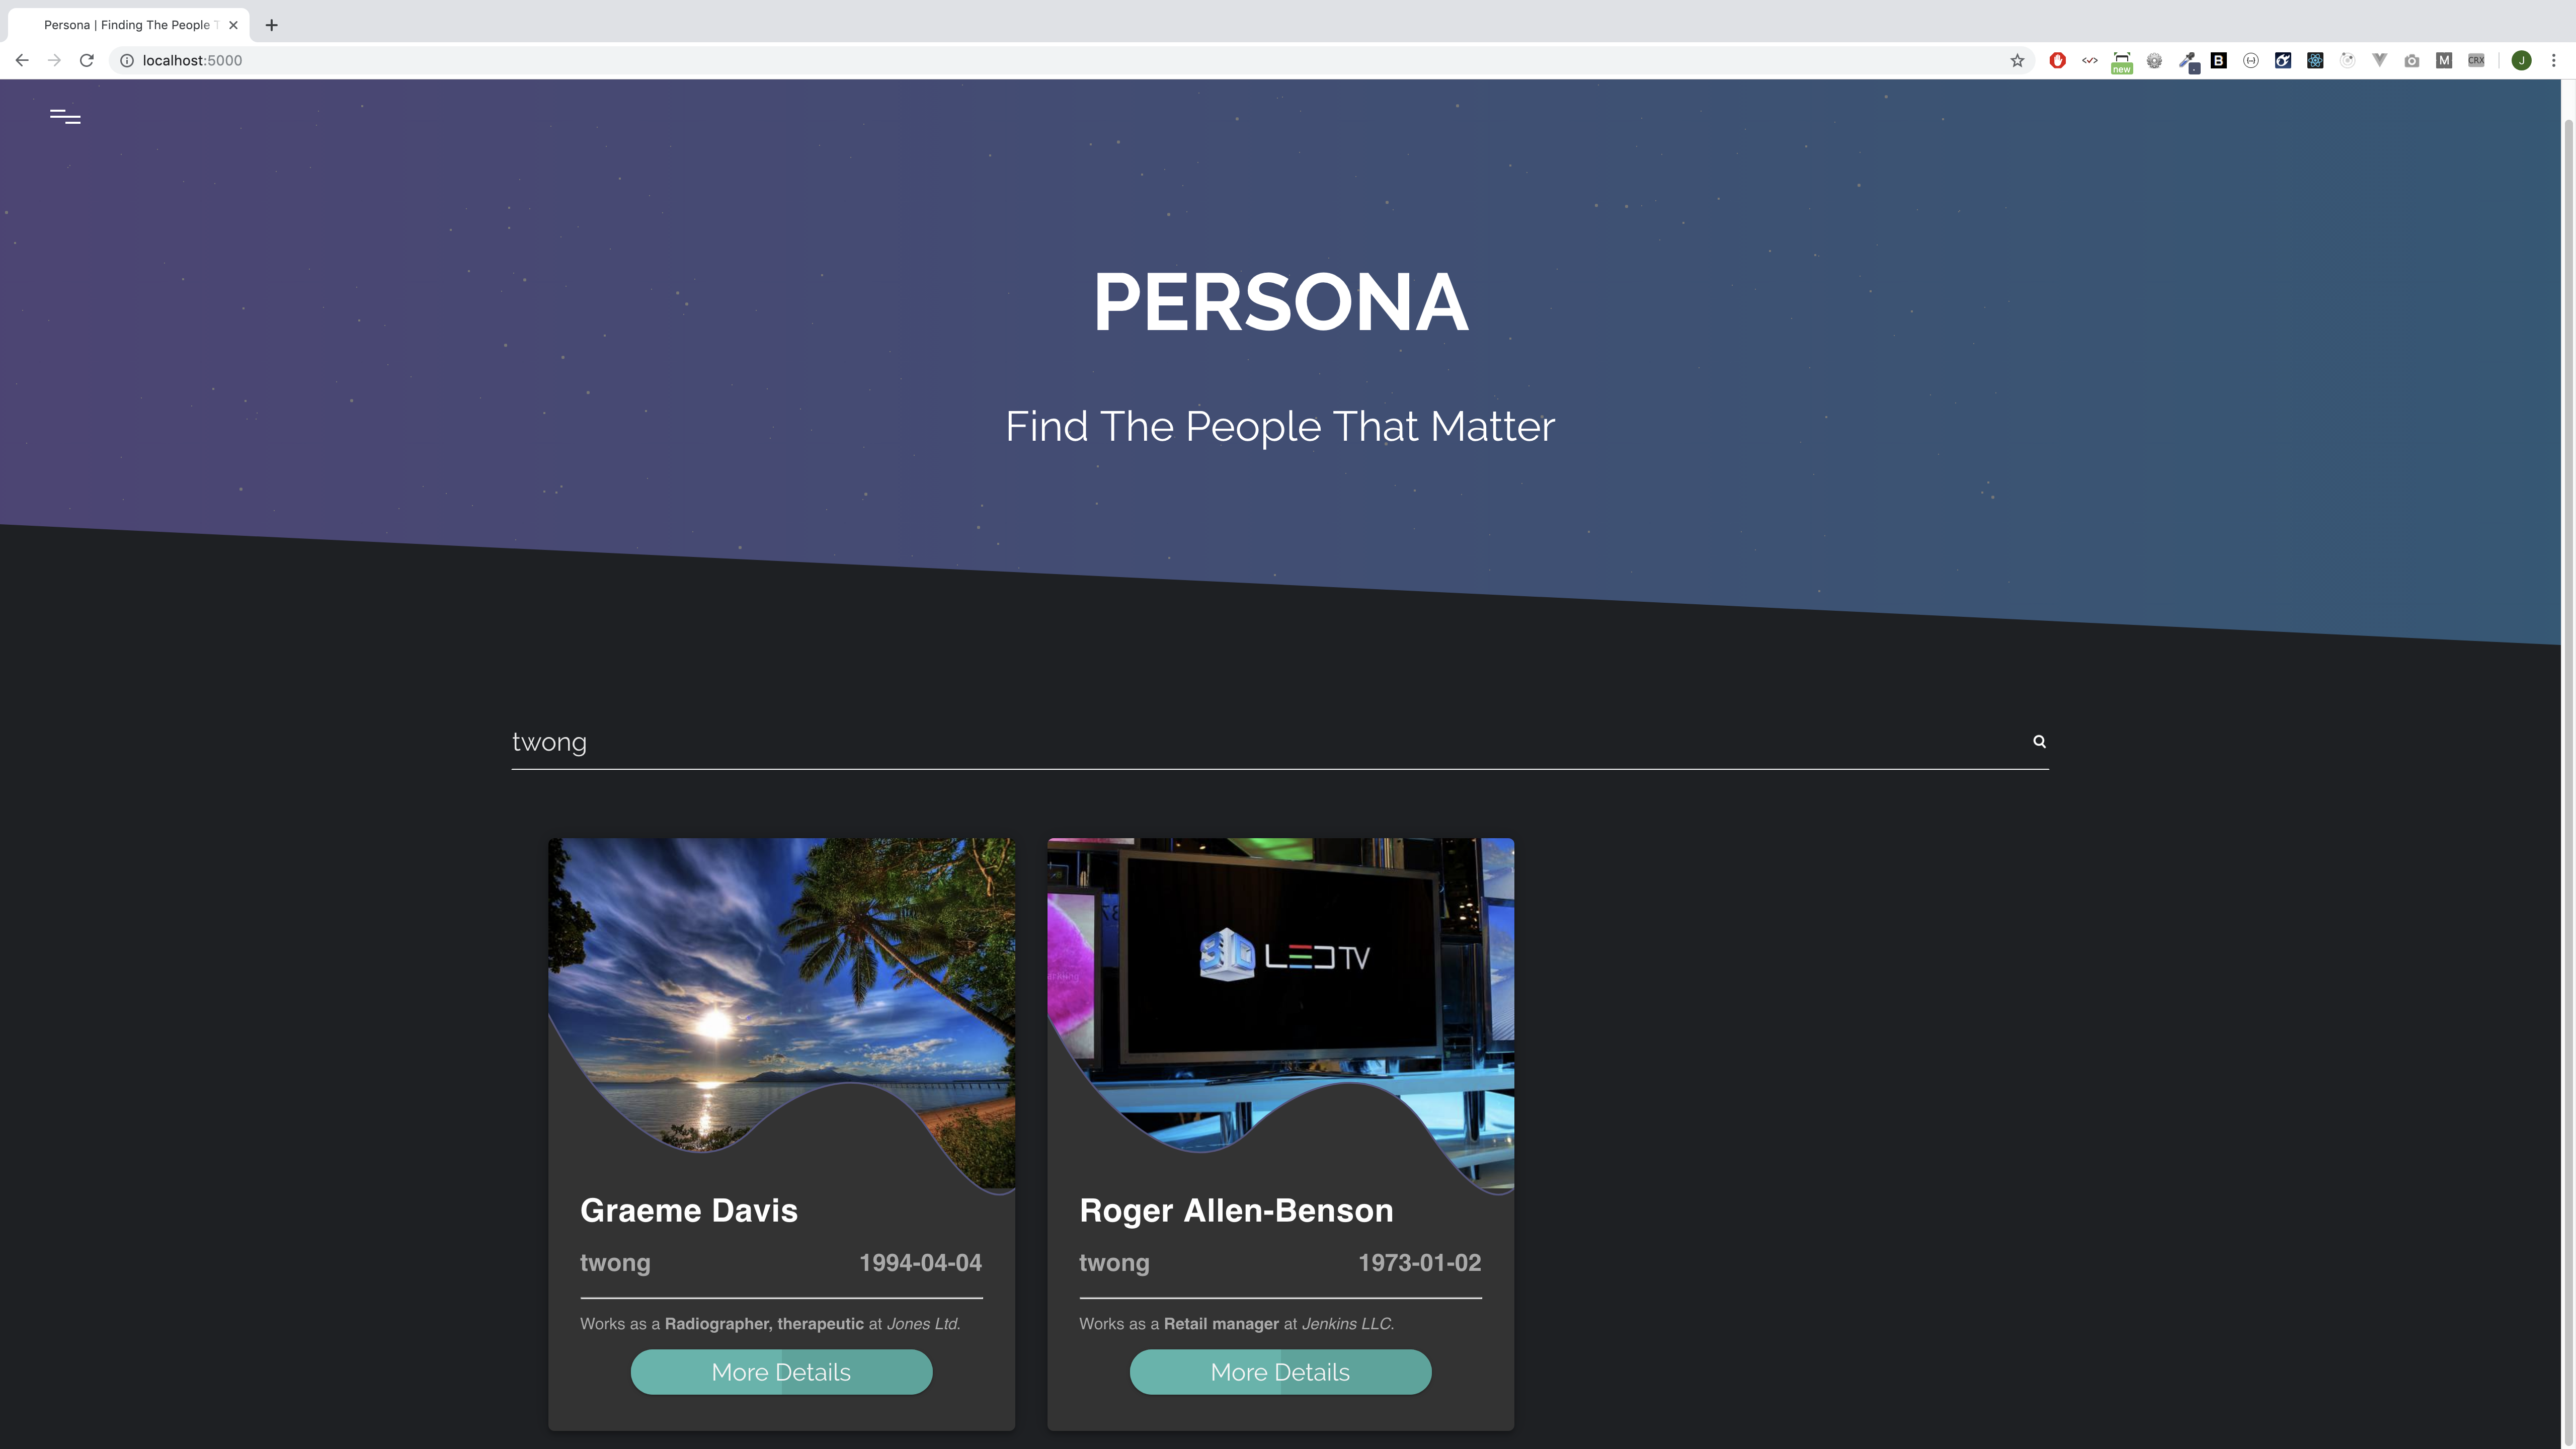 Persona | Finding The People T
localhost:5000
new
B
M
CRX
J
PERSONA
Find The People That Matter
twong
3D LED TV
Graeme Davis
twong 1994-04-04
Works as a Radiographer, therapeutic at Jones Ltd.
More Details
Roger Allen-Benson
twong 1973-01-02
Works as a Retail manager at Jenkins LLC.
More Details